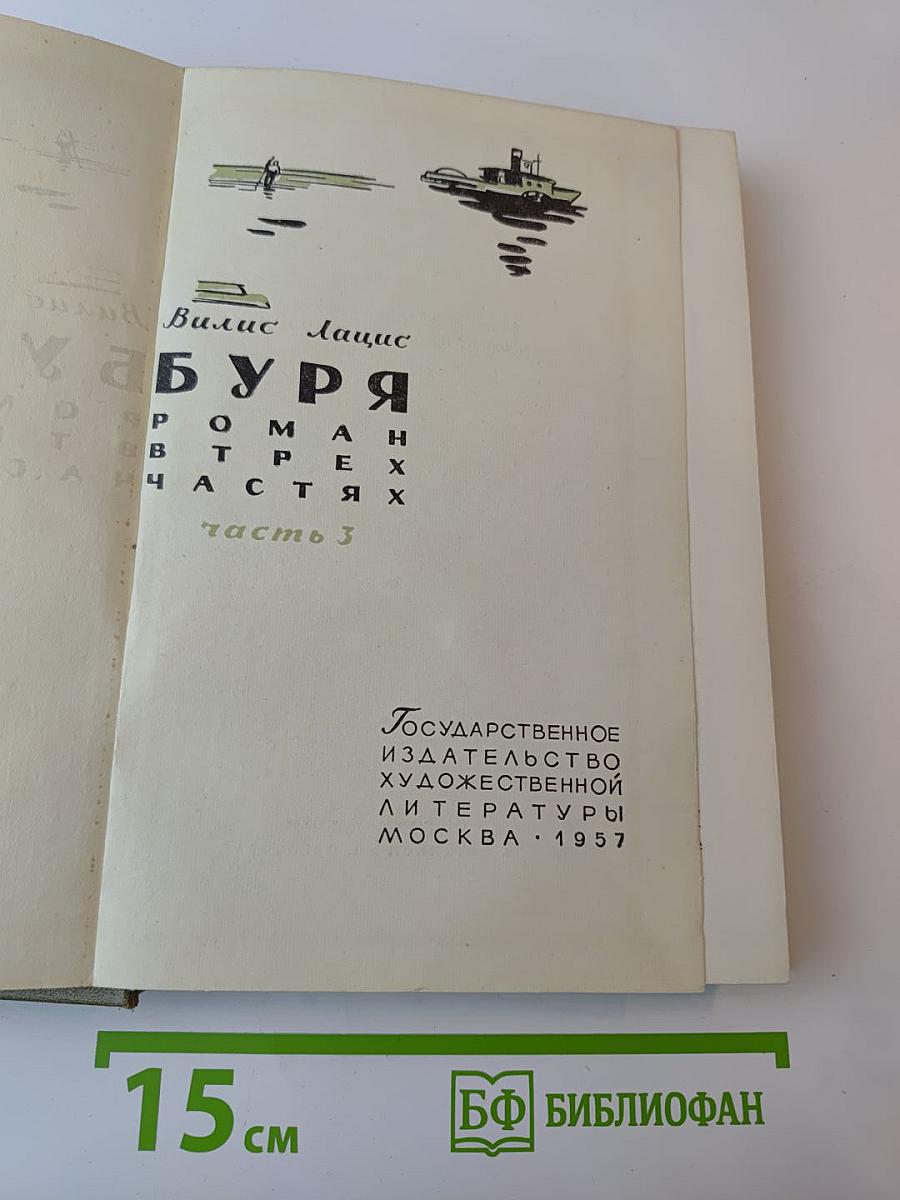 Вилис Лацис
БУРЯ
РОМАН
В ТРЕХ
ЧАСТЯХ
часть 3
ГОСУДАРСТВЕННОЕ
ИЗДАТЕЛЬСТВО
ХУДОЖЕСТВЕННОЙ
ЛИТЕРАТУРЫ
МОСКВА · 1957
15 см
БФ БИБЛИОФАН